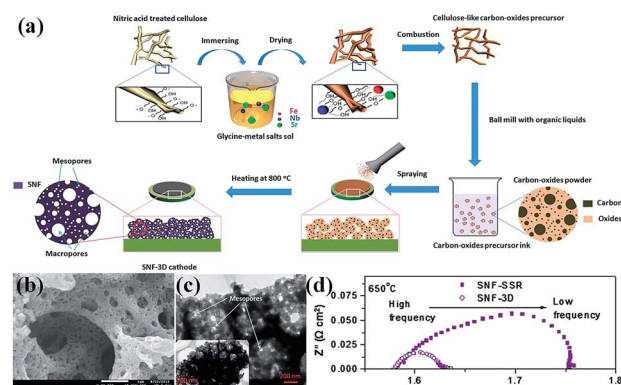 (a)
Nitric acid treated cellulose
Immersing
Drying
Combustion
Cellulose-like carbon-oxides precursor
Fe
Nb
Sr
Glycine-metal salts sol
Ball mill with organic liquids
Mesopores
SNF
Macropores
SNF-3D cathode
Heating at 800 °C
Spraying
Carbon-oxides powder
Carbon
Oxides
Carbon-oxides precursor ink
(b)
(c)
Mesopores
200 nm
(d)
650°C
SNF-SSR
SNF-3D
High frequency
Low frequency
Z'' (Ω cm²)
0.075
0.050
0.025
0.000
1.6
1.7
1.8